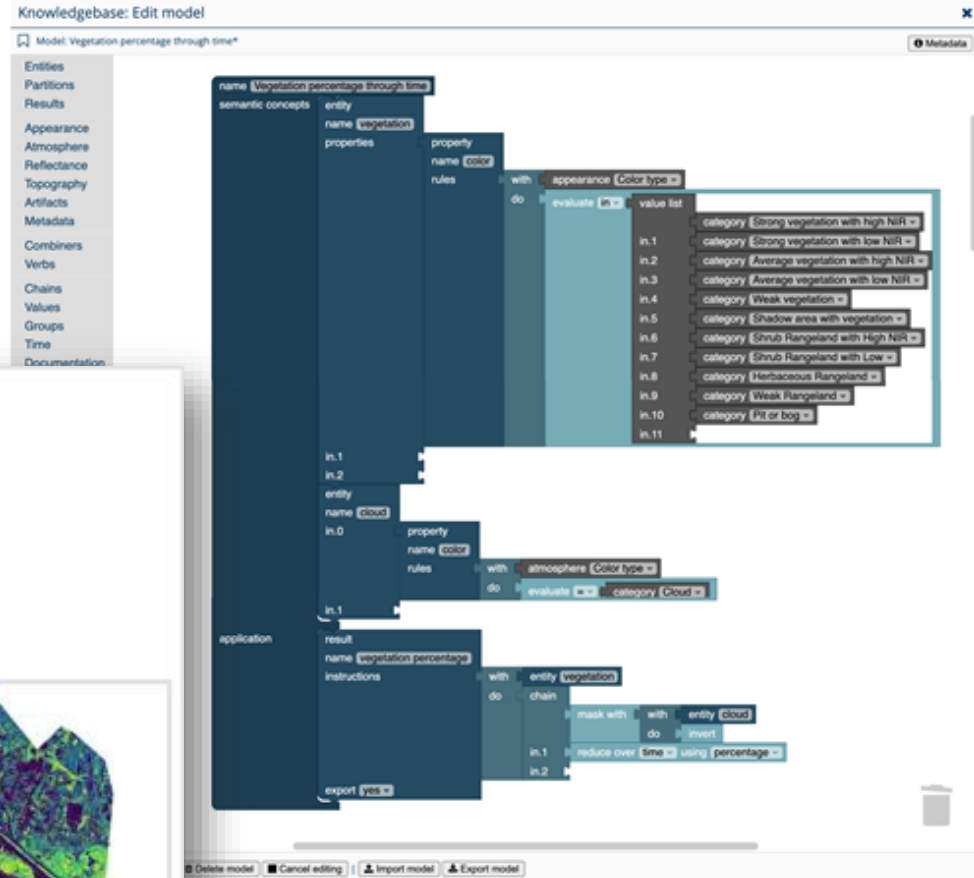 Knowledgebase: Edit model
Model: Vegetation percentage through time*
Metadata
Entities
Partitions
Results
Appearance
Atmosphere
Reflectance
Topography
Artifacts
Metadata
Combiners
Verbs
Chains
Values
Groups
Time
Documentation
name Vegetation percentage through time
semantic concepts entity
name vegetation
properties property
name color
rules with appearance Color type
do evaluate in value list
category Strong vegetation with high NIR
in.1 category Strong vegetation with low NIR
in.2 category Average vegetation with high NIR
in.3 category Average vegetation with low NIR
in.4 category Weak vegetation
in.5 category Shadow area with vegetation
in.6 category Shrub Rangeland with High NIR
in.7 category Shrub Rangeland with Low
in.8 category Herbaceous Rangeland
in.9 category Weak Rangeland
in.10 category Pit or bog
in.11
in.1
in.2
entity
name cloud
in.0 property
name color
rules with atmosphere Color type
do evaluate = category Cloud
in.1
application result
name vegetation percentage
instructions with entity vegetation
do chain
mask with with entity cloud
do invert
in.1 reduce over time using percentage
in.2
export yes
Delete model Cancel editing | Import model Export model